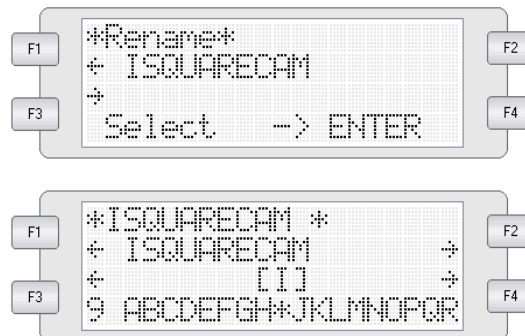 *Rename*
F1 F2
← ISQUARECAM
→
F3 F4
Select -> ENTER
*ISQUARECAM *
F1 F2
← ISQUARECAM →
← [I] →
F3 F4
9 ABCDEFGH*JKLMNOPQR